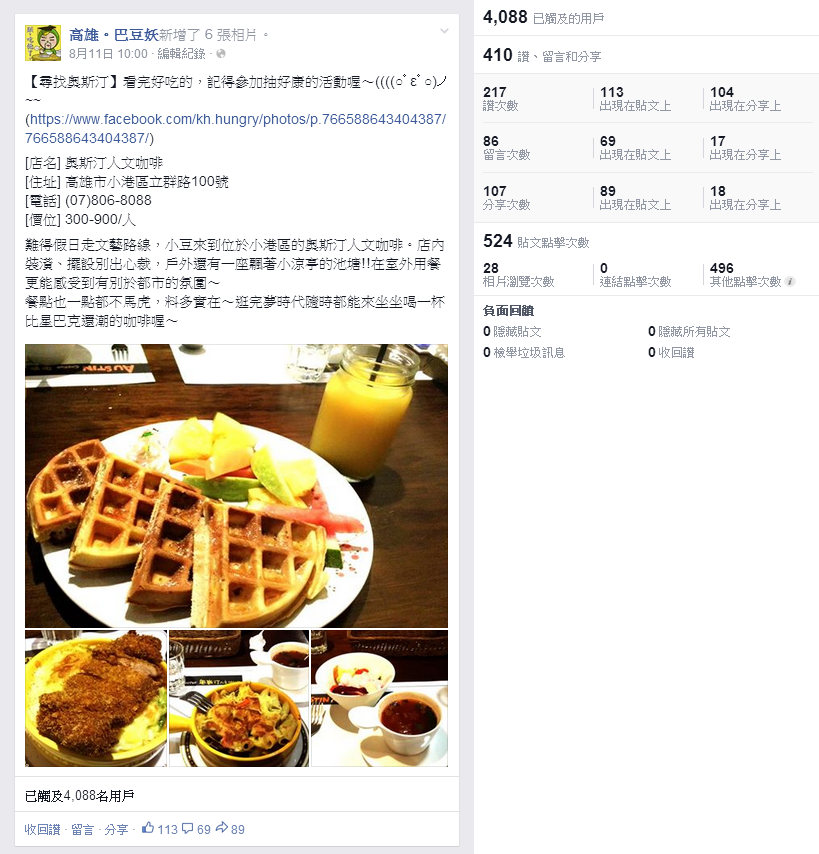 高雄。巴豆妖新增了 6 張相片。
8月11日 10:00 · 編輯紀錄 ·
【尋找奧斯汀】看完好吃的，記得參加抽好康的活動喔～((((○ﾟεﾟ○)ノ
~~
(https://www.facebook.com/kh.hungry/photos/p.766588643404387/
766588643404387/)
[店名] 奧斯汀人文咖啡
[住址] 高雄市小港區立群路100號
[電話] (07)806-8088
[價位] 300-900/人
難得假日走文藝路線，小豆來到位於小港區的奧斯汀人文咖啡。店內
裝潢、擺設別出心裁，戶外還有一座飄著小涼亭的池塘!!在室外用餐
更能感受到有別於都市的氛圍～
餐點也一點都不馬虎，料多實在～逛完夢時代隨時都能來坐坐喝一杯
比星巴克還潮的咖啡喔～
AUSTIN
已觸及4,088名用戶
收回讚 · 留言 · 分享 · 113 69 89
4,088 已觸及的用戶
410 讚、留言和分享
217 113 104
讚次數 出現在貼文上 出現在分享上
86 69 17
留言次數 出現在貼文上 出現在分享上
107 89 18
分享次數 出現在貼文上 出現在分享上
524 貼文點擊次數
28 0 496
相片瀏覽次數 連結點擊次數 其他點擊次數 i
負面回饋
0 隱藏貼文 0 隱藏所有貼文
0 檢舉垃圾訊息 0 收回讚